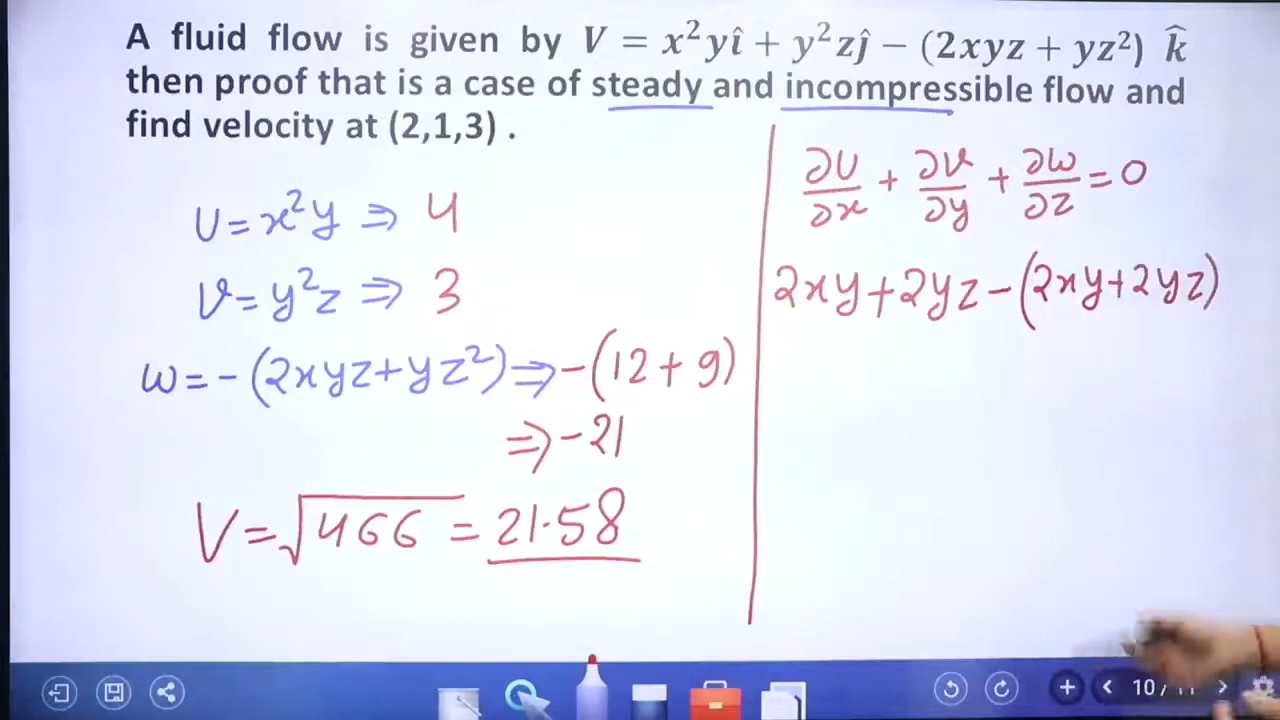 A fluid flow is given by V = x²yî + y²zĵ − (2xyz + yz²) k̂
then proof that is a case of steady and incompressible flow and
find velocity at (2,1,3) .
U = x²y ⇒ 4
v = y²z ⇒ 3
w = -(2xyz+yz²) ⇒ -(12+9)
⇒ -21
V = √466 = 21.58
∂U/∂x + ∂v/∂y + ∂w/∂z = 0
2xy+2yz-(2xy+2yz)